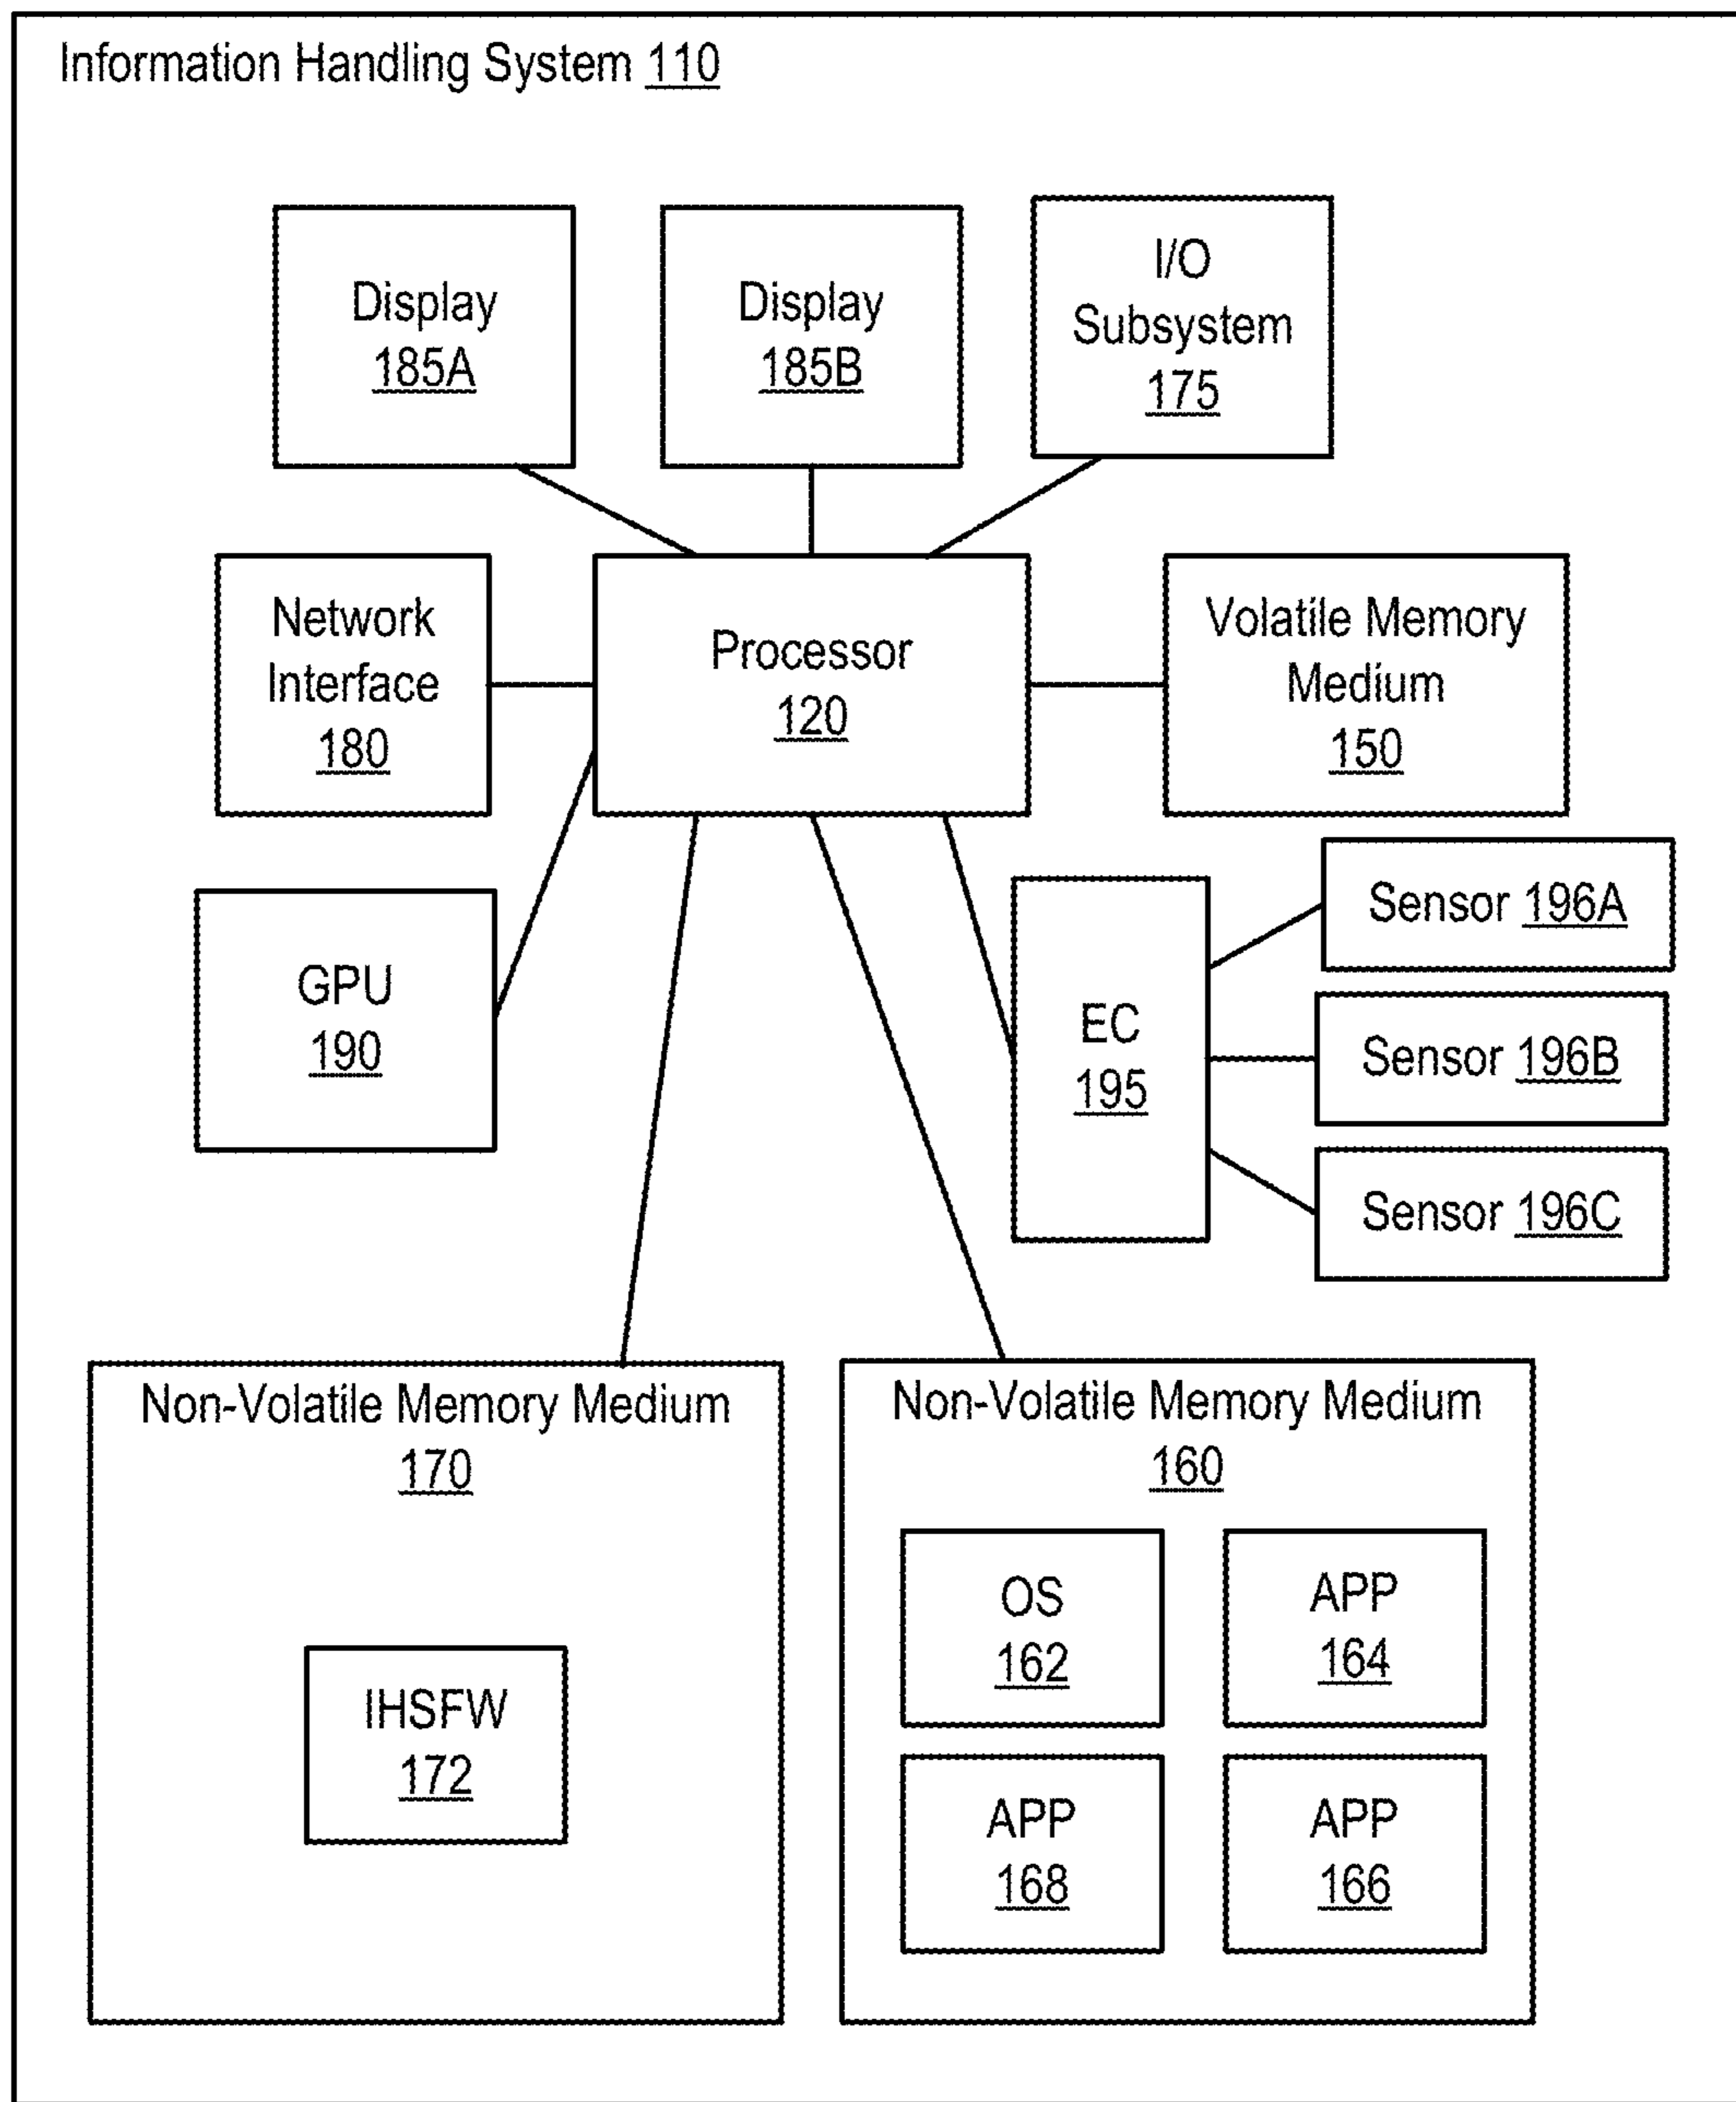 Information Handling System 110
Display
185A
Display
185B
I/O
Subsystem
175
Network
Interface
180
Processor
120
Volatile Memory
Medium
150
GPU
190
EC
195
Sensor 196A
Sensor 196B
Sensor 196C
Non-Volatile Memory Medium
170
IHSFW
172
Non-Volatile Memory Medium
160
OS
162
APP
164
APP
168
APP
166